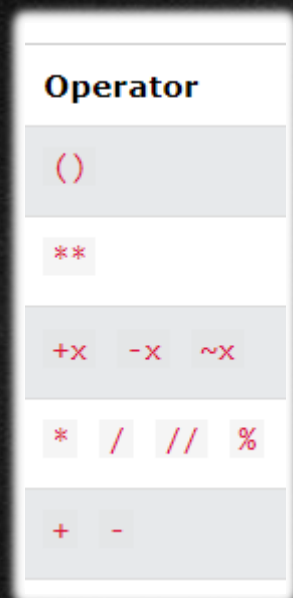 Operator
()
**
+x -x ~x
* / // %
+ -